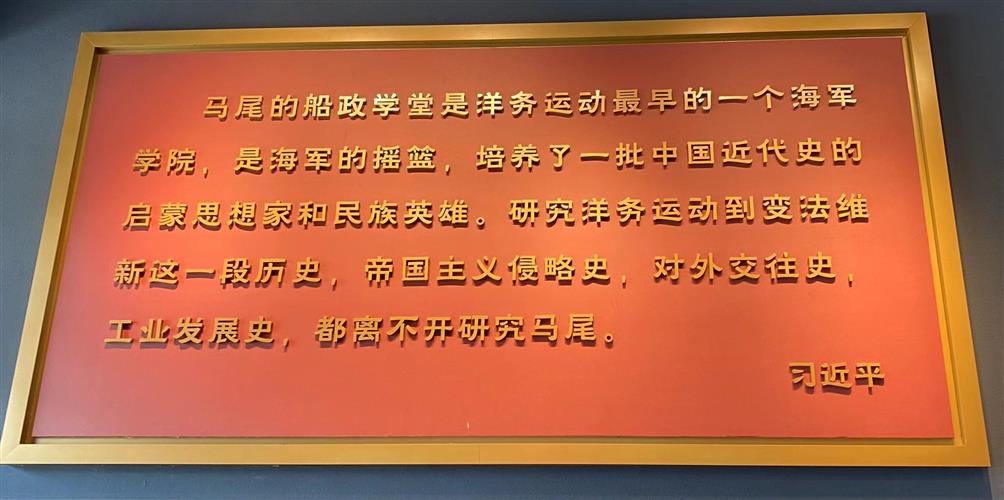 马尾的船政学堂是洋务运动最早的一个海军
学院，是海军的摇篮，培养了一批中国近代史的
启蒙思想家和民族英雄。研究洋务运动到变法维
新这一段历史，帝国主义侵略史，对外交往史，
工业发展史，都离不开研究马尾。
习近平